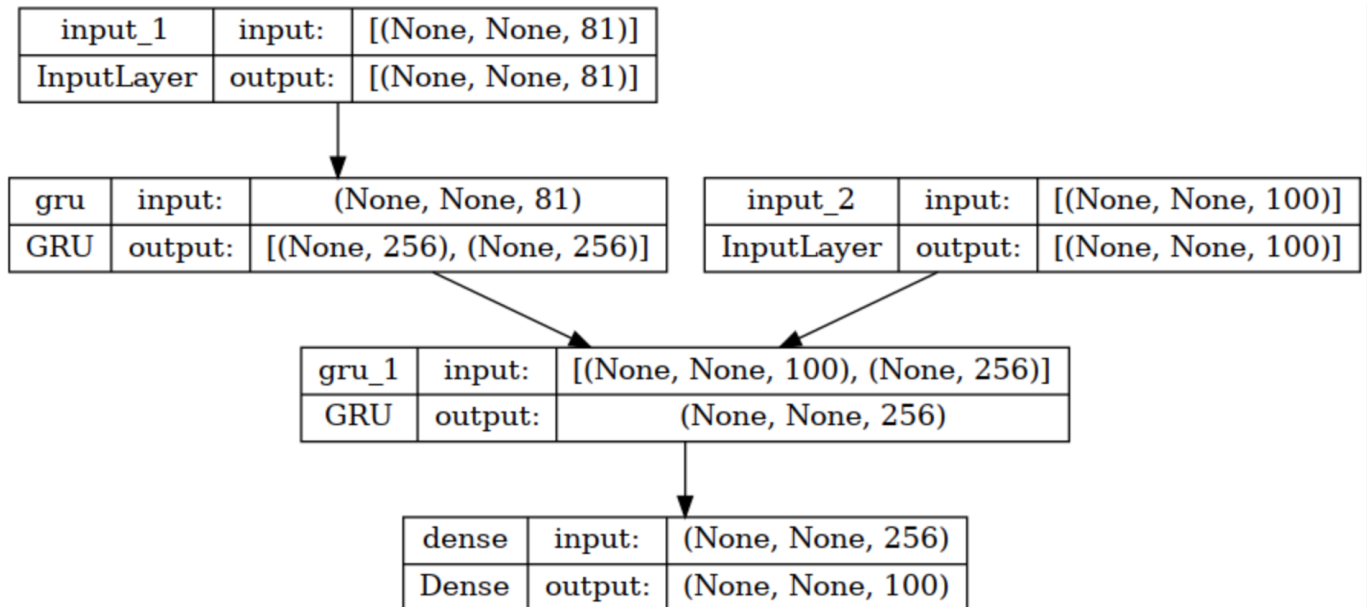 input_1 input: [(None, None, 81)]
InputLayer output: [(None, None, 81)]
gru input: (None, None, 81)
GRU output: [(None, 256), (None, 256)]
input_2 input: [(None, None, 100)]
InputLayer output: [(None, None, 100)]
gru_1 input: [(None, None, 100), (None, 256)]
GRU output: (None, None, 256)
dense input: (None, None, 256)
Dense output: (None, None, 100)